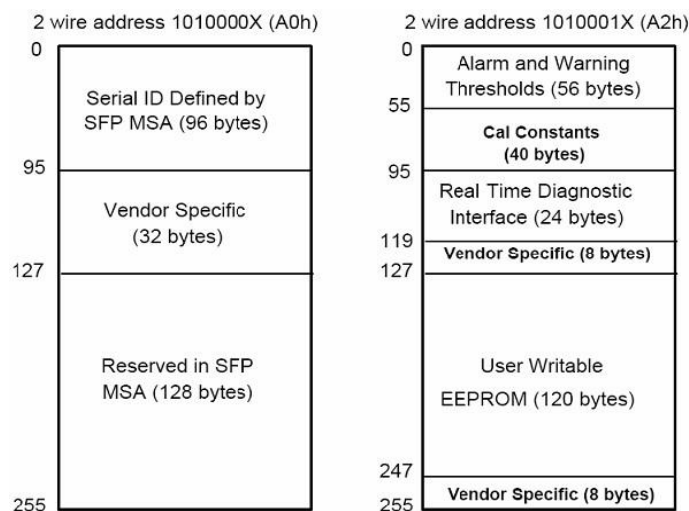 2 wire address 1010000X (A0h)
0
Serial ID Defined by
SFP MSA (96 bytes)
95
Vendor Specific
(32 bytes)
127
Reserved in SFP
MSA (128 bytes)
255
2 wire address 1010001X (A2h)
0
Alarm and Warning
Thresholds (56 bytes)
55
Cal Constants
(40 bytes)
95
Real Time Diagnostic
Interface (24 bytes)
119
Vendor Specific (8 bytes)
127
User Writable
EEPROM (120 bytes)
247
Vendor Specific (8 bytes)
255